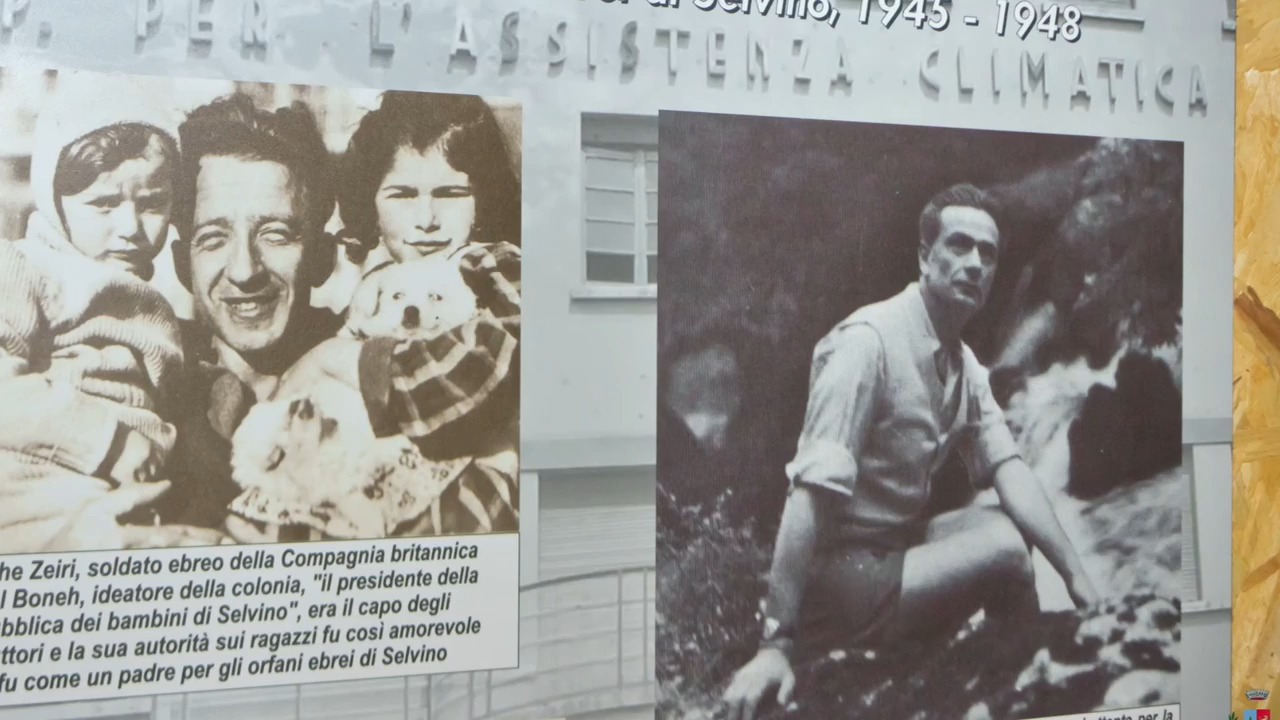 di Selvino, 1945 - 1948
P. PER L'ASSISTENZA CLIMATICA
he Zeiri, soldato ebreo della Compagnia britannica
l Boneh, ideatore della colonia, "il presidente della
bblica dei bambini di Selvino", era il capo degli
ttori e la sua autorità sui ragazzi fu così amorevole
fu come un padre per gli orfani ebrei di Selvino
per la